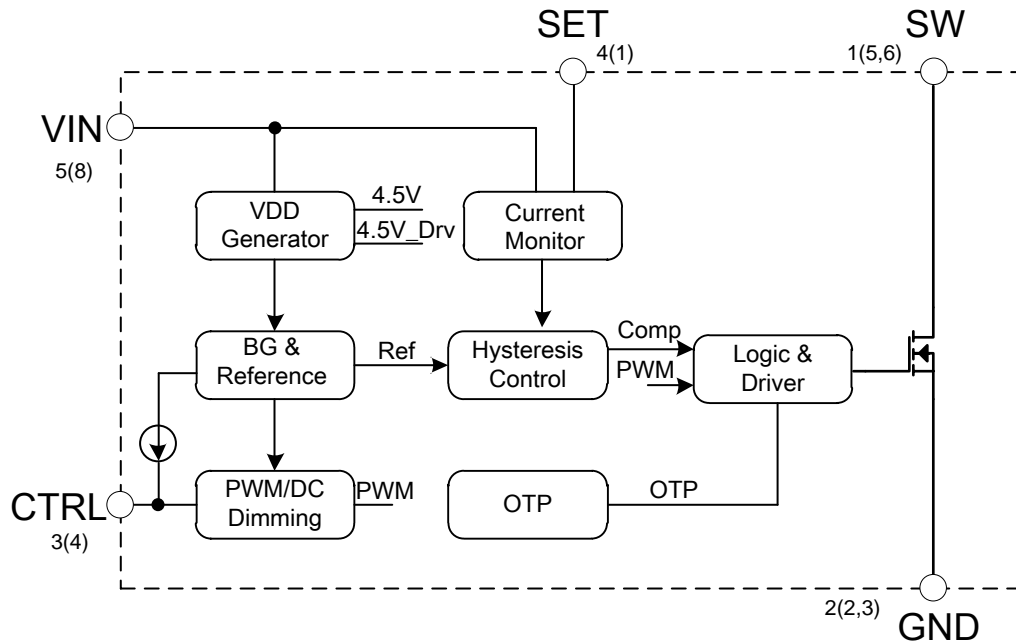 SET
SW
4(1)
1(5,6)
VIN
5(8)
VDD
Generator
4.5V
4.5V_Drv
Current
Monitor
BG &
Reference
Ref
Hysteresis
Control
Comp
PWM
Logic &
Driver
CTRL
3(4)
PWM/DC
Dimming
PWM
OTP
OTP
2(2,3)
GND